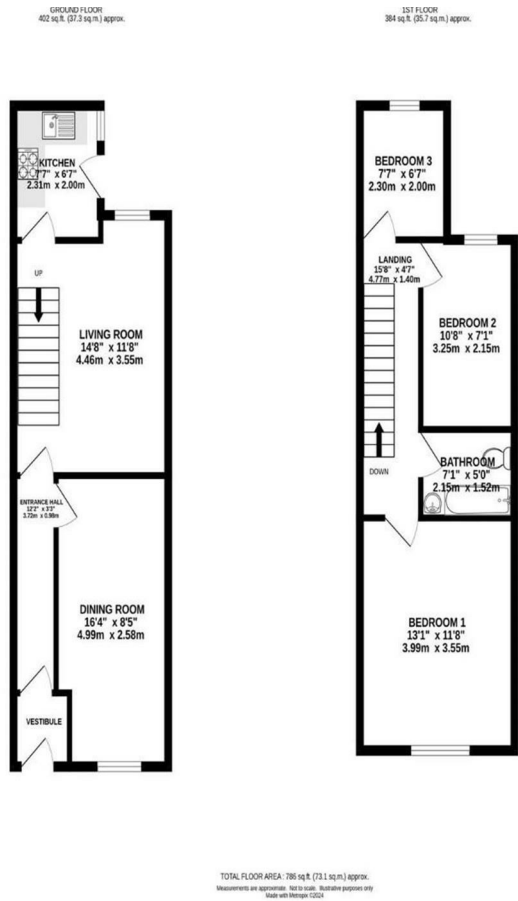 GROUND FLOOR
402 sq.ft. (37.3 sq.m.) approx.
KITCHEN
7'7" x 6'7"
2.31m x 2.00m
UP
LIVING ROOM
14'8" x 11'8"
4.46m x 3.55m
ENTRANCE HALL
12'2" x 3'3"
3.72m x 0.98m
DINING ROOM
16'4" x 8'5"
4.99m x 2.58m
VESTIBULE
1ST FLOOR
384 sq.ft. (35.7 sq.m.) approx.
BEDROOM 3
7'7" x 6'7"
2.30m x 2.00m
LANDING
15'8" x 4'7"
4.77m x 1.40m
BEDROOM 2
10'8" x 7'1"
3.25m x 2.15m
BATHROOM
7'1" x 5'0"
2.15m x 1.52m
DOWN
BEDROOM 1
13'1" x 11'8"
3.99m x 3.55m
TOTAL FLOOR AREA : 786 sq.ft. (73.1 sq.m.) approx.
Measurements are approximate. Not to scale. Illustrative purposes only
Made with Metropix ©2024